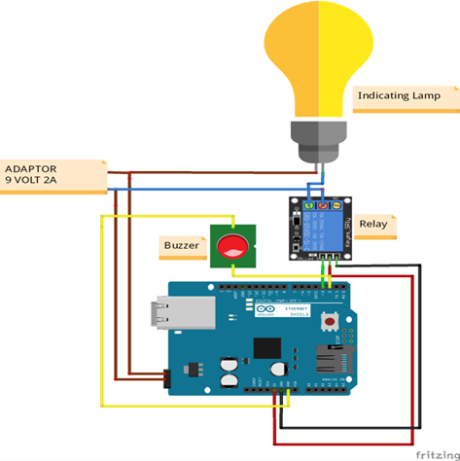 Indicating Lamp
ADAPTOR
9 VOLT 2A
Relay
Buzzer
ETHERNET
SHIELD
fritzing